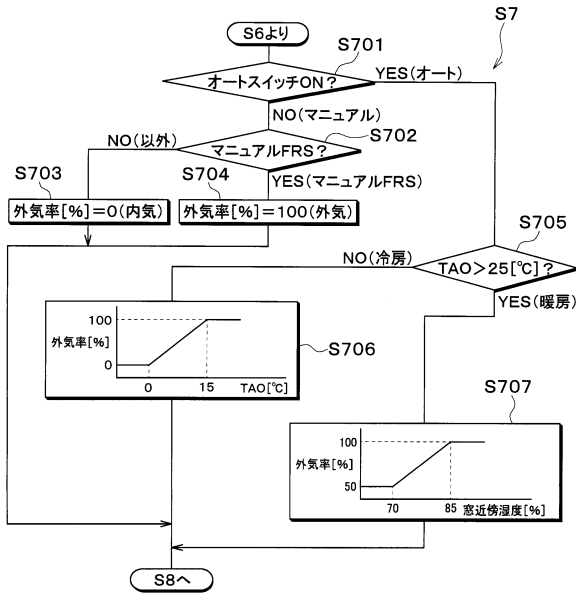 S6より
S7
S701
オートスイッチON?
YES(オート)
NO(マニュアル)
S702
マニュアルFRS?
NO(以外)
YES(マニュアルFRS)
S703
外気率[%]=0(内気)
S704
外気率[%]=100(外気)
S705
TAO>25[℃]?
NO(冷房)
YES(暖房)
S706
100
外気率[%]
0
0 15 TAO[℃]
S707
100
外気率[%]
50
70 85 窓近傍湿度[%]
S8へ